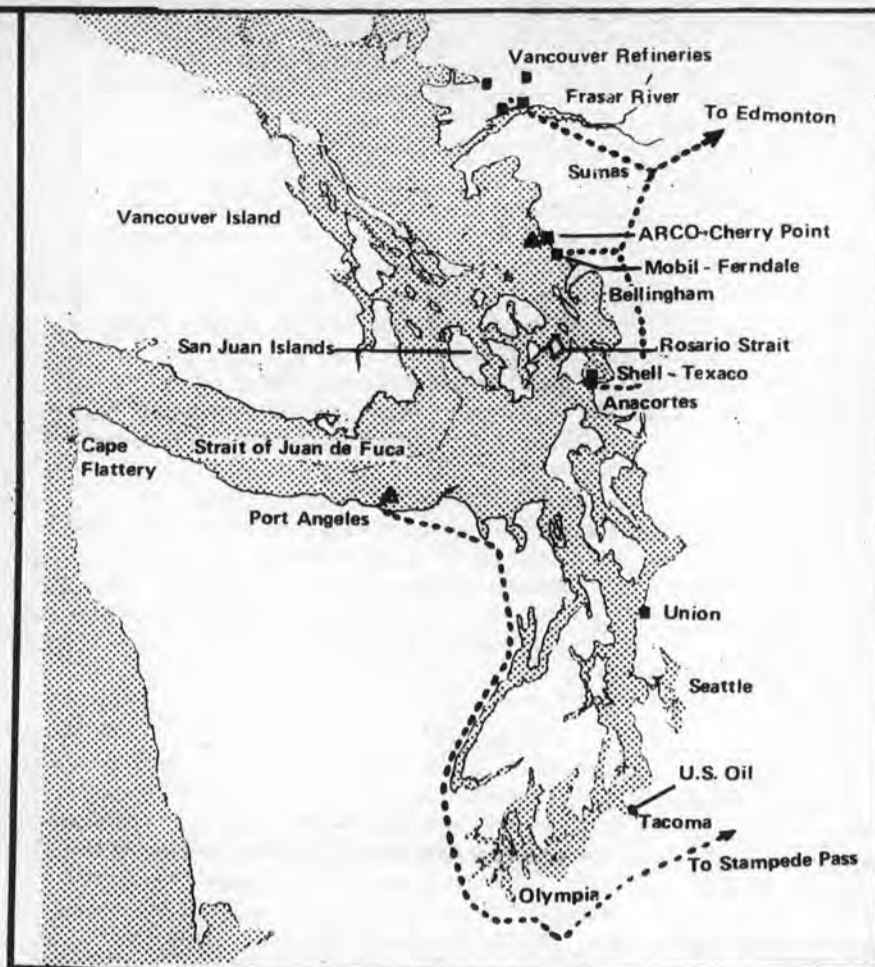 Vancouver Refineries
Frasar River
To Edmonton
Sumas
Vancouver Island
ARCO-Cherry Point
Mobil - Ferndale
Bellingham
San Juan Islands
Rosario Strait
Shell - Texaco
Anacortes
Cape
Flattery
Strait of Juan de Fuca
Port Angeles
Union
Seattle
U.S. Oil
Tacoma
To Stampede Pass
Olympia